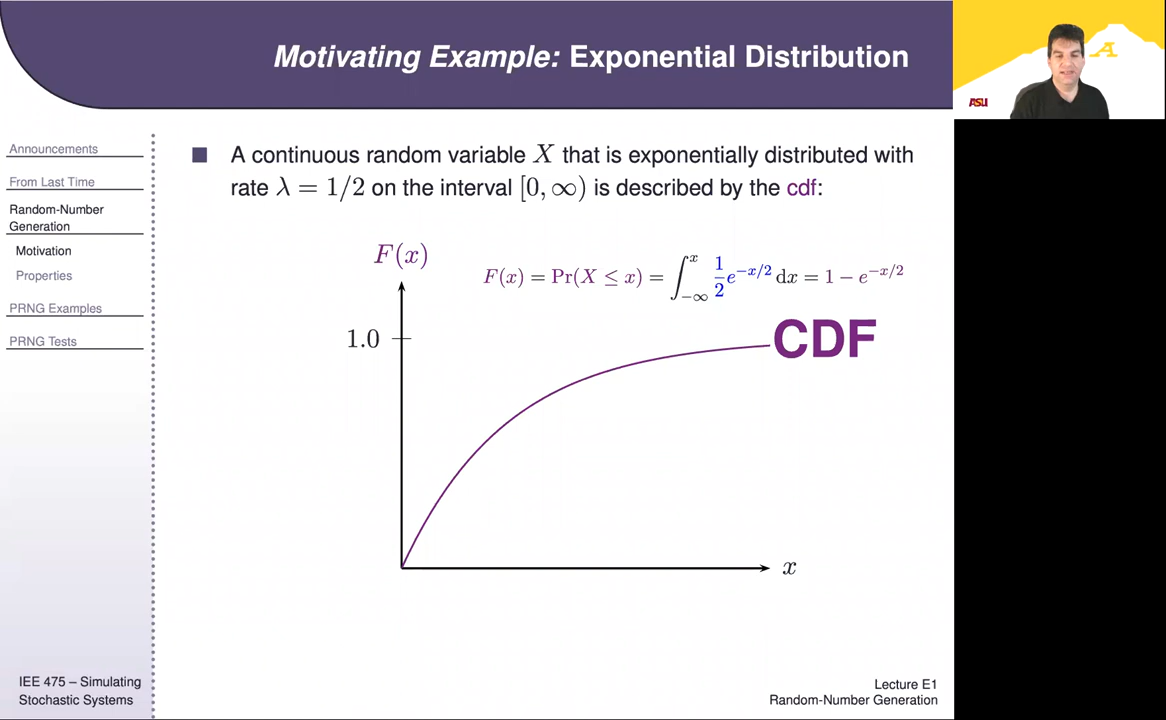 Motivating Example: Exponential Distribution
A
ASU
Announcements
From Last Time
Random-Number
Generation
Motivation
Properties
PRNG Examples
PRNG Tests
■ A continuous random variable X that is exponentially distributed with
rate λ = 1/2 on the interval [0, ∞) is described by the cdf:
F(x)
F(x) = Pr(X ≤ x) = ∫_{−∞}^{x} 1/2 e^{−x/2} dx = 1 − e^{−x/2}
1.0
CDF
x
IEE 475 – Simulating
Stochastic Systems
Lecture E1
Random-Number Generation